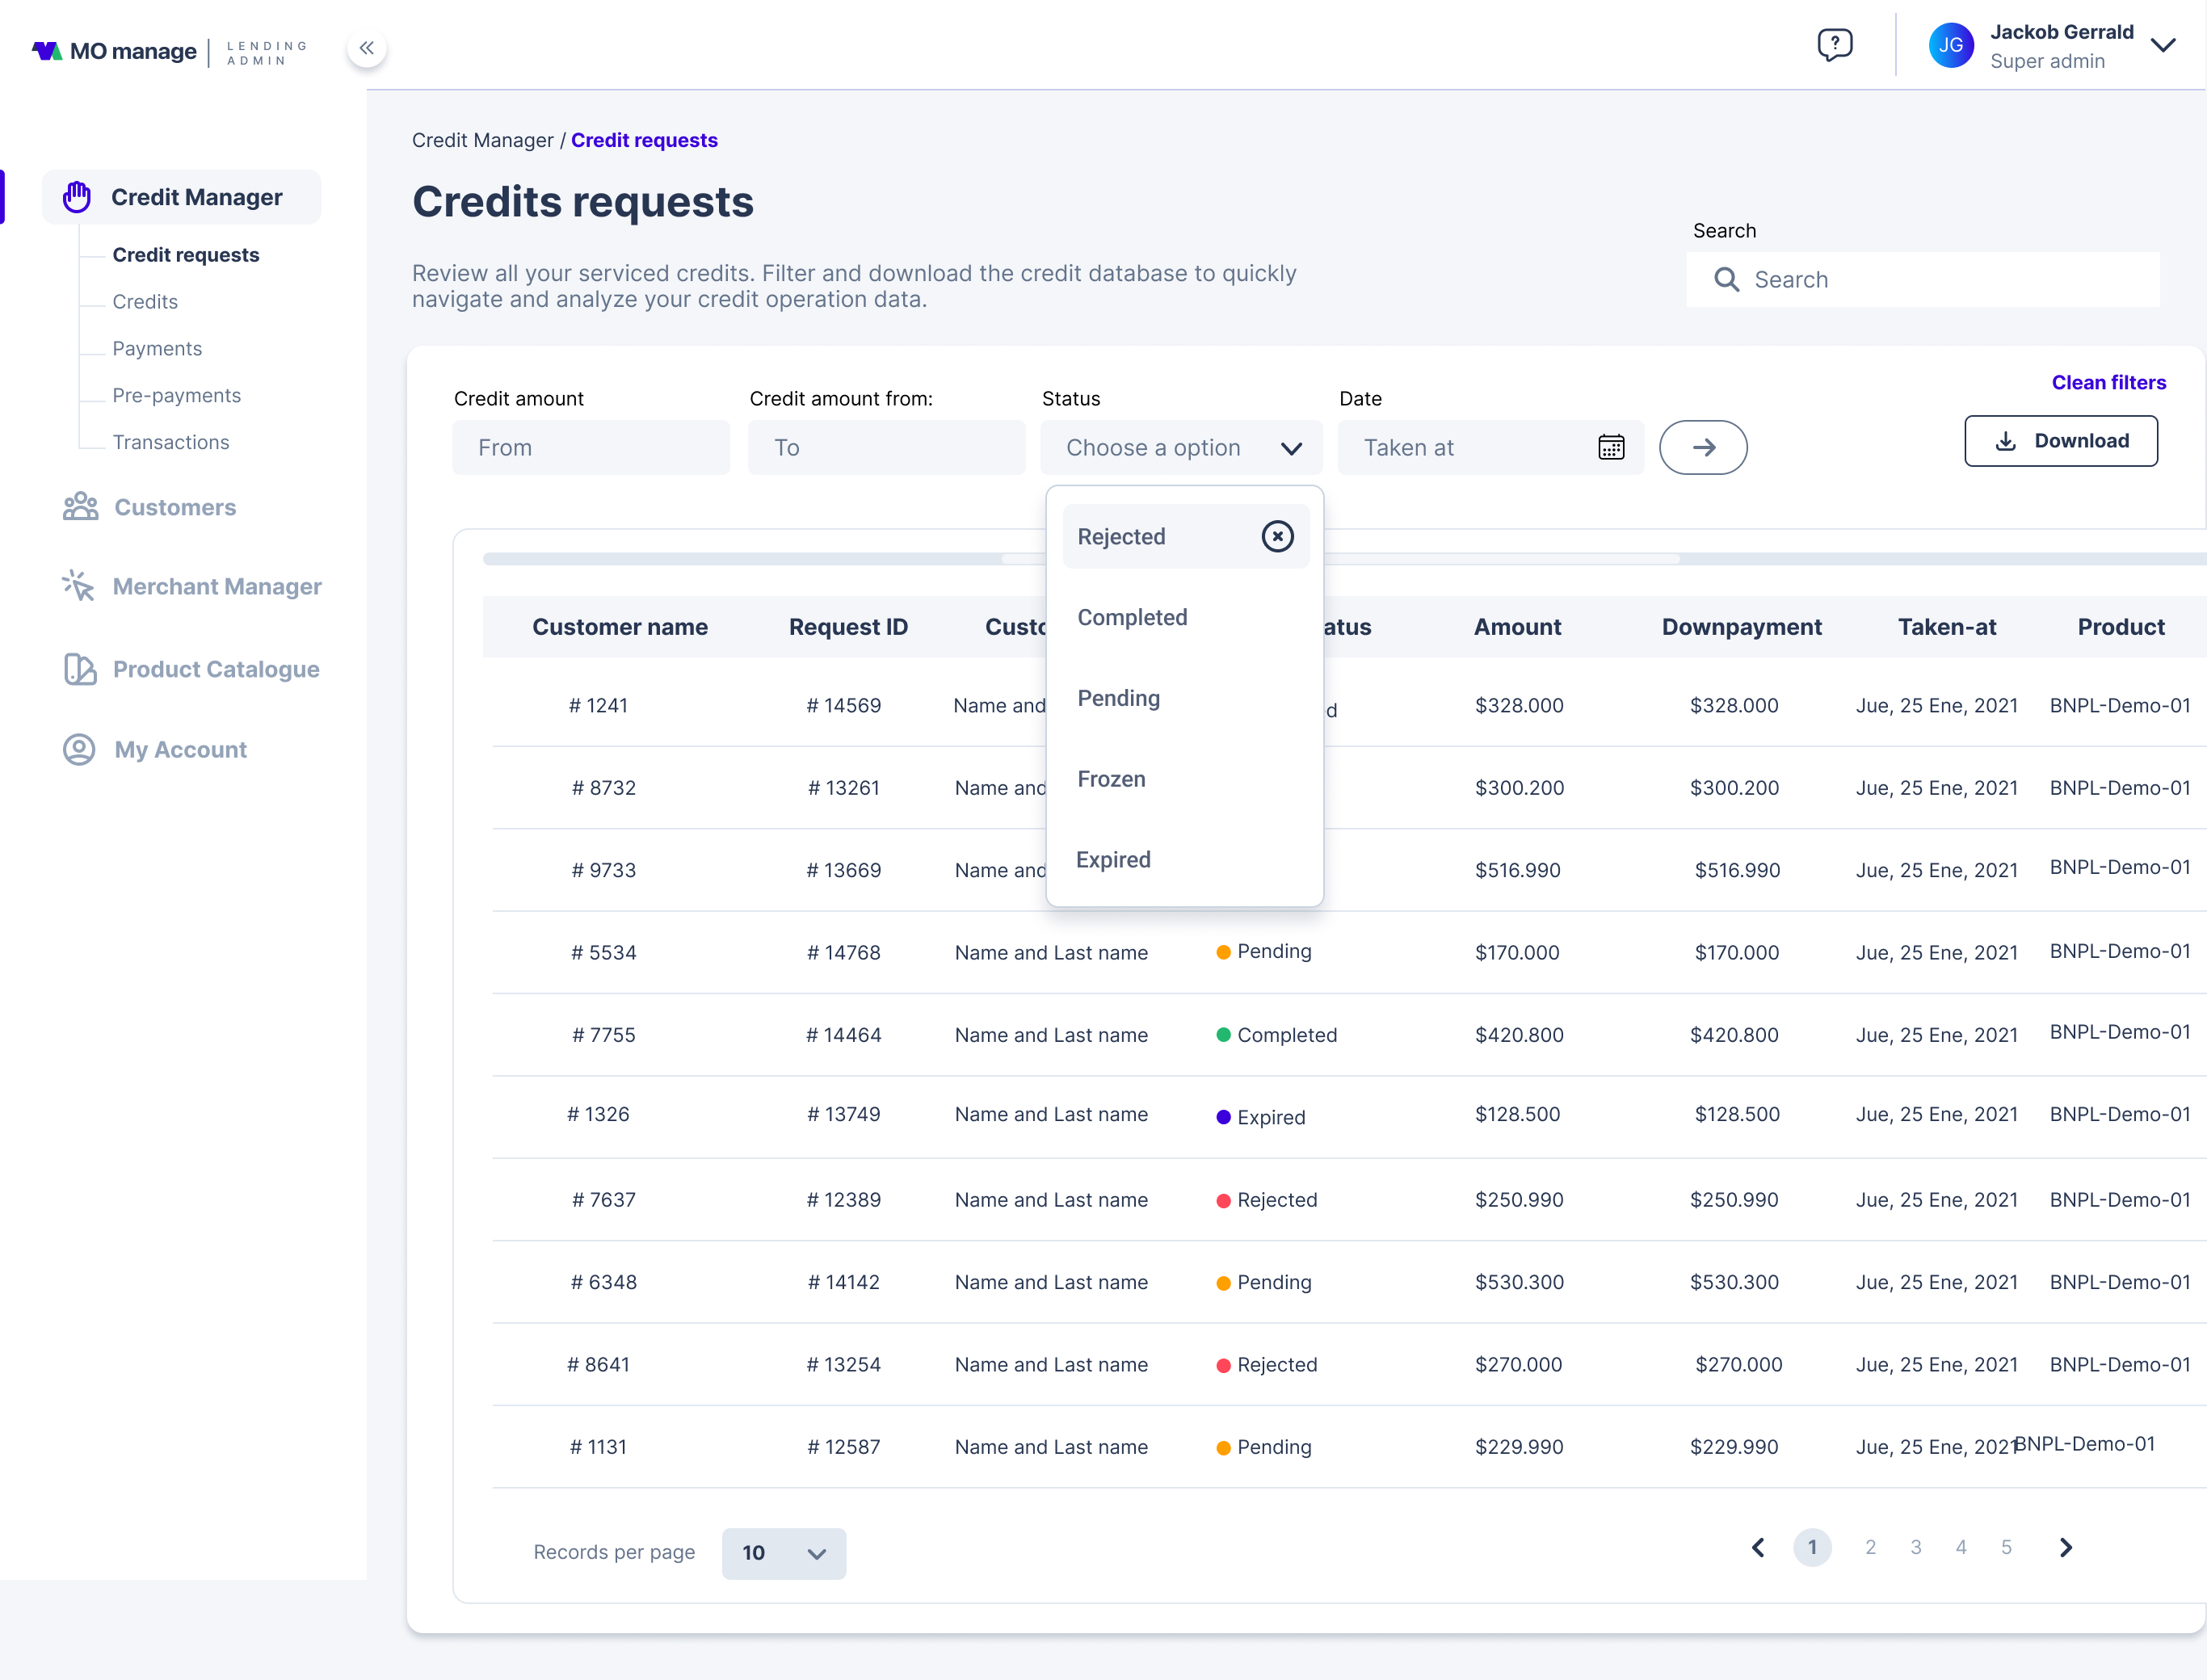 MO manage
LENDING
ADMIN
?
JG
Jackob Gerrald
Super admin
Credit Manager
Credit requests
Credits
Payments
Pre-payments
Transactions
Customers
Merchant Manager
Product Catalogue
My Account
Credit Manager / Credit requests
Credits requests
Review all your serviced credits. Filter and download the credit database to quickly
navigate and analyze your credit operation data.
Search
Search
Clean filters
Credit amount
From
Credit amount from:
To
Status
Choose a option
Date
Taken at
Download
Rejected
Completed
Pending
Frozen
Expired
Customer name Request ID Amount Downpayment Taken-at Product
# 1241 # 14569 Name and $328.000 $328.000 Jue, 25 Ene, 2021 BNPL-Demo-01
# 8732 # 13261 Name and $300.200 $300.200 Jue, 25 Ene, 2021 BNPL-Demo-01
# 9733 # 13669 Name and $516.990 $516.990 Jue, 25 Ene, 2021 BNPL-Demo-01
# 5534 # 14768 Name and Last name Pending $170.000 $170.000 Jue, 25 Ene, 2021 BNPL-Demo-01
# 7755 # 14464 Name and Last name Completed $420.800 $420.800 Jue, 25 Ene, 2021 BNPL-Demo-01
# 1326 # 13749 Name and Last name Expired $128.500 $128.500 Jue, 25 Ene, 2021 BNPL-Demo-01
# 7637 # 12389 Name and Last name Rejected $250.990 $250.990 Jue, 25 Ene, 2021 BNPL-Demo-01
# 6348 # 14142 Name and Last name Pending $530.300 $530.300 Jue, 25 Ene, 2021 BNPL-Demo-01
# 8641 # 13254 Name and Last name Rejected $270.000 $270.000 Jue, 25 Ene, 2021 BNPL-Demo-01
# 1131 # 12587 Name and Last name Pending $229.990 $229.990 Jue, 25 Ene, 2021 BNPL-Demo-01
Records per page 10
1 2 3 4 5